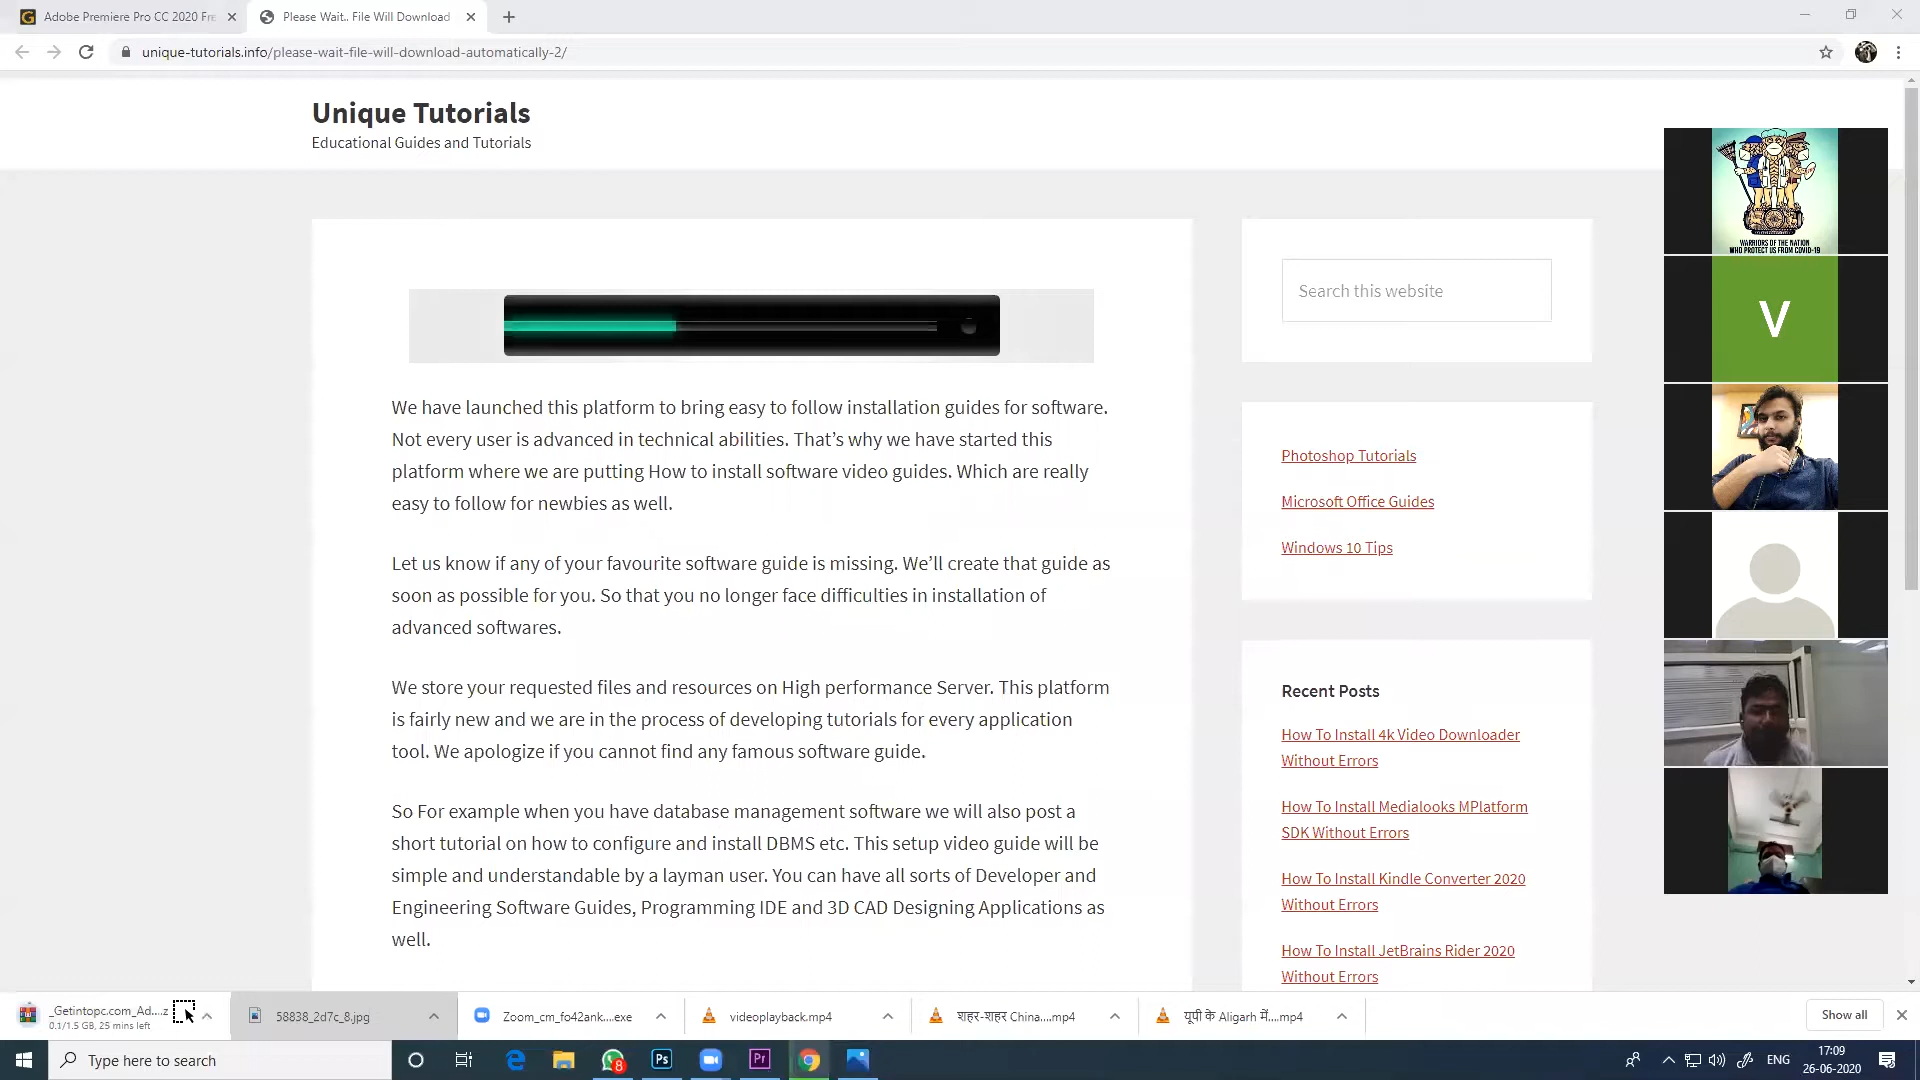 Adobe Premiere Pro CC 2020 Fre
Please Wait.. File Will Download
unique-tutorials.info/please-wait-file-will-download-automatically-2/
Unique Tutorials
Educational Guides and Tutorials
We have launched this platform to bring easy to follow installation guides for software.
Not every user is advanced in technical abilities. That’s why we have started this
platform where we are putting How to install software video guides. Which are really
easy to follow for newbies as well.
Let us know if any of your favourite software guide is missing. We’ll create that guide as
soon as possible for you. So that you no longer face difficulties in installation of
advanced softwares.
We store your requested files and resources on High performance Server. This platform
is fairly new and we are in the process of developing tutorials for every application
tool. We apologize if you cannot find any famous software guide.
So For example when you have database management software we will also post a
short tutorial on how to configure and install DBMS etc. This setup video guide will be
simple and understandable by a layman user. You can have all sorts of Developer and
Engineering Software Guides, Programming IDE and 3D CAD Designing Applications as
well.
Search this website
Photoshop Tutorials
Microsoft Office Guides
Windows 10 Tips
Recent Posts
How To Install 4k Video Downloader
Without Errors
How To Install Medialooks MPlatform
SDK Without Errors
How To Install Kindle Converter 2020
Without Errors
How To Install JetBrains Rider 2020
Without Errors
WARRIORS OF THE NATION
WHO PROTECT US FROM COVID-19
V
_Getintopc.com_Ad....z
0.1/1.5 GB, 25 mins left
58838_2d7c_8.jpg
Zoom_cm_fo42ank....exe
videoplayback.mp4
शहर-शहर China....mp4
यूपी के Aligarh में....mp4
Show all
Type here to search
8
Ps
Pr
ENG
17:09
26-06-2020